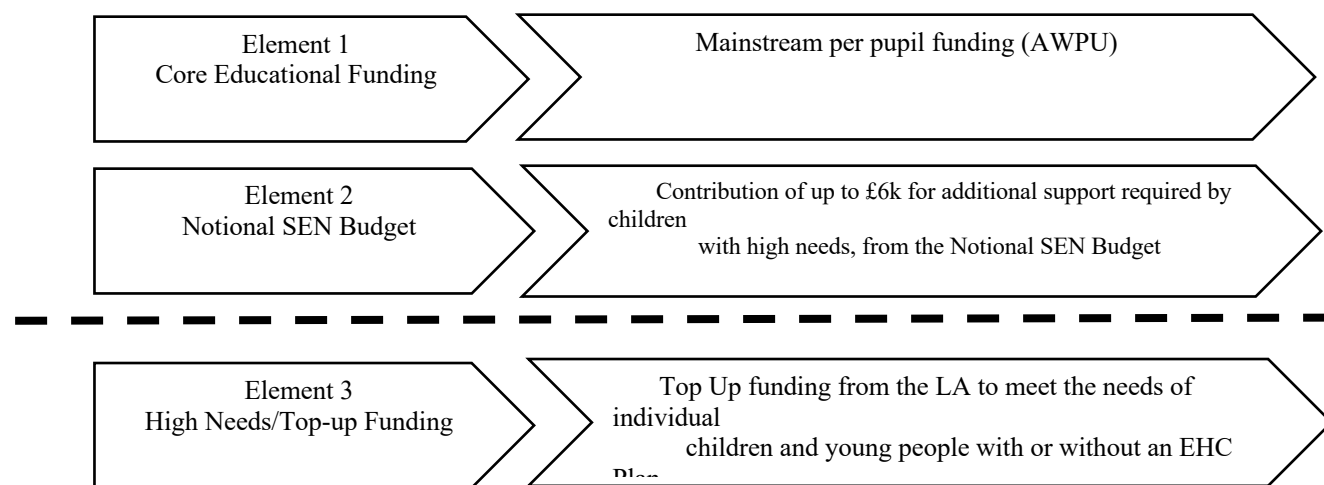 Element 1
Core Educational Funding
Mainstream per pupil funding (AWPU)
Element 2
Notional SEN Budget
Contribution of up to £6k for additional support required by
children
with high needs, from the Notional SEN Budget
Element 3
High Needs/Top-up Funding
Top Up funding from the LA to meet the needs of
individual
children and young people with or without an EHC